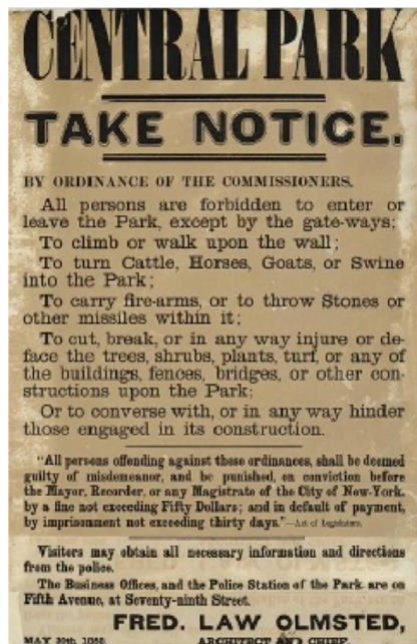 CENTRAL PARK
TAKE NOTICE.
BY ORDINANCE OF THE COMMISSIONERS.
All persons are forbidden to enter or
leave the Park, except by the gate-ways;
To climb or walk upon the wall;
To turn Cattle, Horses, Goats, or Swine
into the Park;
To carry fire-arms, or to throw Stones or
other missiles within it;
To cut, break, or in any way injure or de-
face the trees, shrubs, plants, turf, or any of
the buildings, fences, bridges, or other con-
structions upon the Park;
Or to converse with, or in any way hinder
those engaged in its construction.
"All persons offending against these ordinances, shall be deemed
guilty of misdemeanor, and be punished, on conviction before
the Mayor, Recorder, or any Magistrate of the City of New-York,
by a fine not exceeding Fifty Dollars; and in default of payment,
by imprisonment not exceeding thirty days."—Act of Legislature.
Visitors may obtain all necessary information and directions
from the police.
The Business Offices, and the Police Station of the Park are on
Fifth Avenue, at Seventy-ninth Street.
FRED. LAW OLMSTED,
MAY ARCHITECT AND CHIEF.